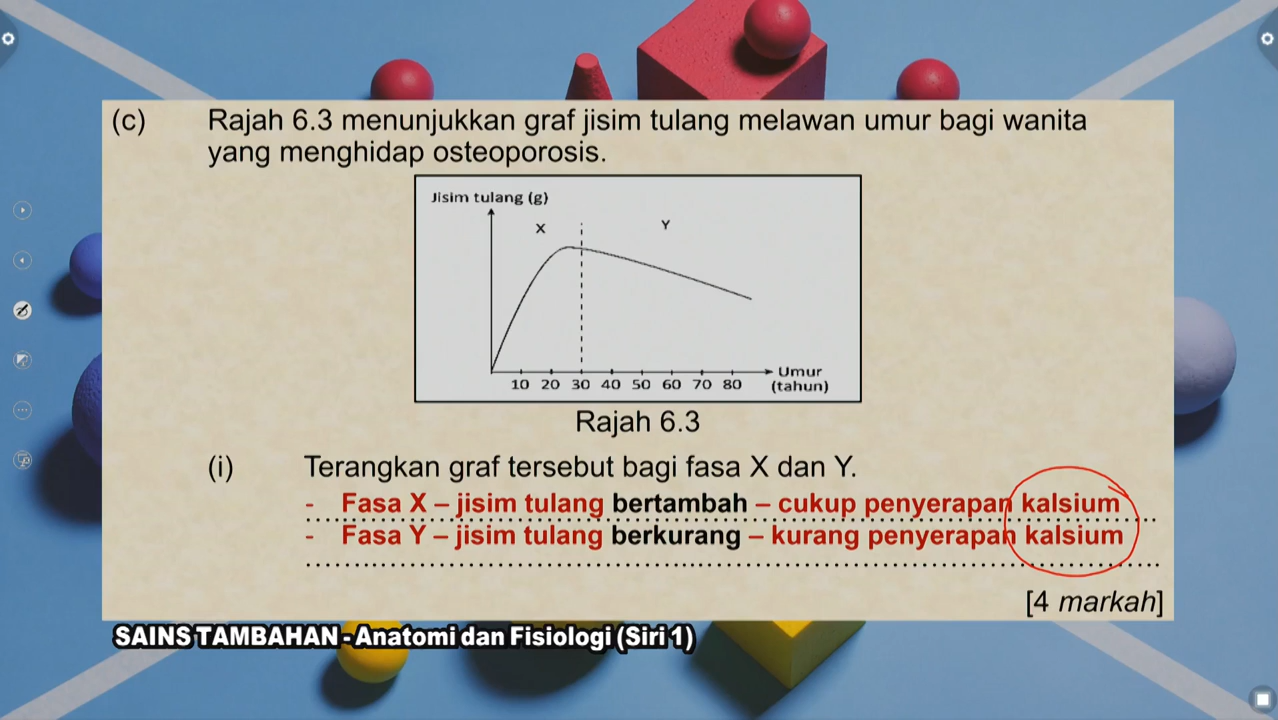 (c) Rajah 6.3 menunjukkan graf jisim tulang melawan umur bagi wanita
yang menghidap osteoporosis.
Jisim tulang (g)
X Y
10 20 30 40 50 60 70 80
Umur
(tahun)
Rajah 6.3
(i) Terangkan graf tersebut bagi fasa X dan Y.
- Fasa X – jisim tulang bertambah – cukup penyerapan kalsium
- Fasa Y – jisim tulang berkurang – kurang penyerapan kalsium
[4 markah]
SAINS TAMBAHAN - Anatomi dan Fisiologi (Siri 1)